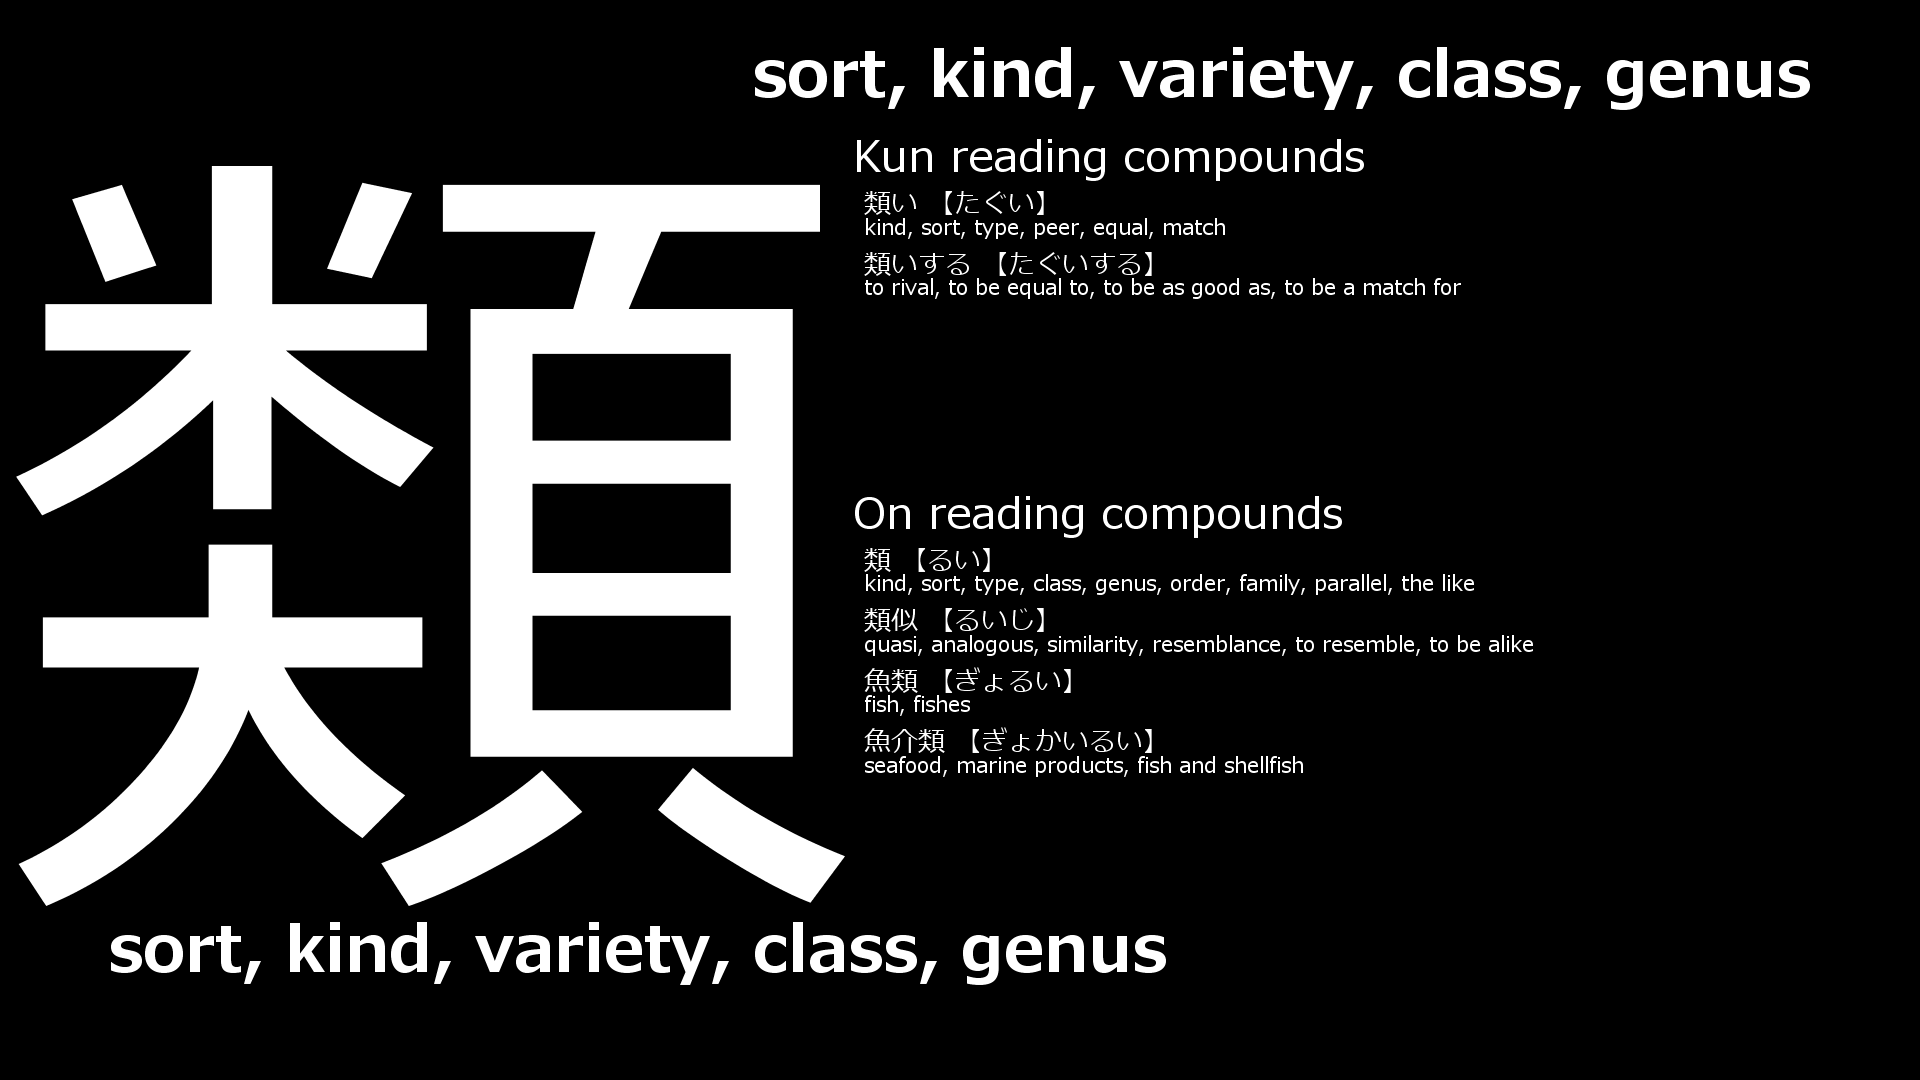 sort, kind, variety, class, genus
類
Kun reading compounds
類い 【たぐい】
kind, sort, type, peer, equal, match
類いする 【たぐいする】
to rival, to be equal to, to be as good as, to be a match for
On reading compounds
類 【るい】
kind, sort, type, class, genus, order, family, parallel, the like
類似 【るいじ】
quasi, analogous, similarity, resemblance, to resemble, to be alike
魚類 【ぎょるい】
fish, fishes
魚介類 【ぎょかいるい】
seafood, marine products, fish and shellfish
sort, kind, variety, class, genus